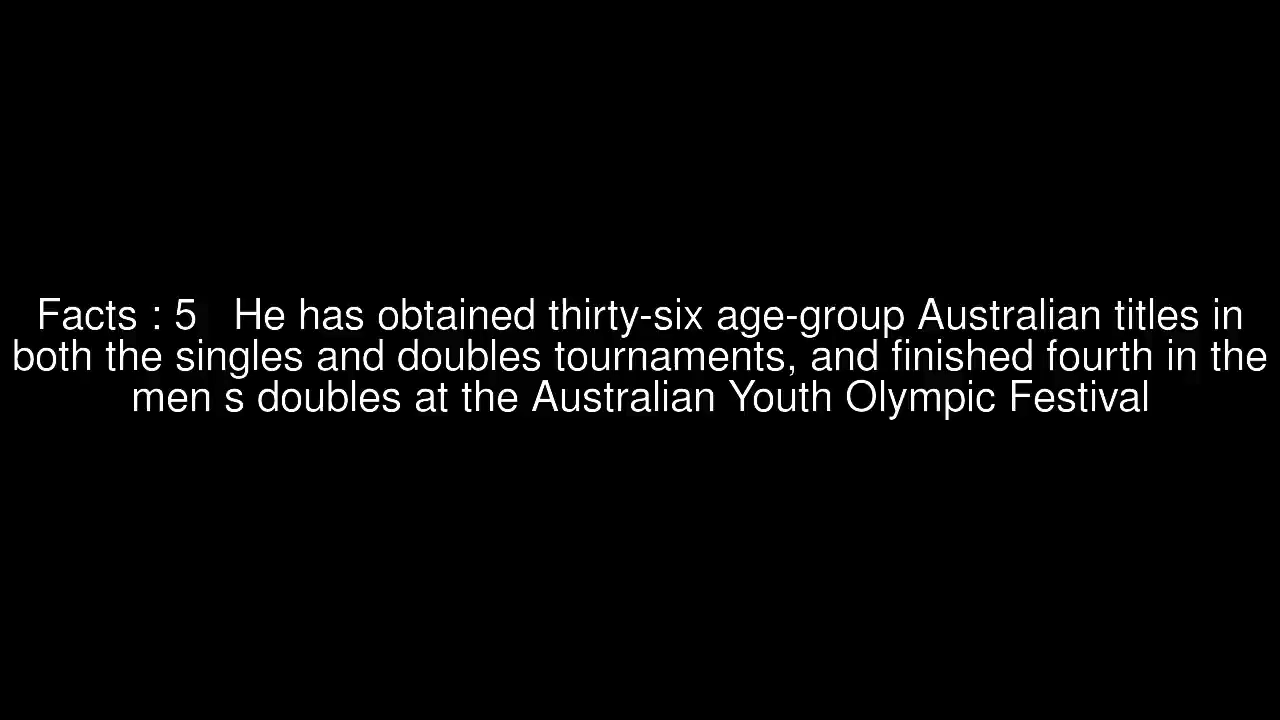 Facts : 5   He has obtained thirty-six age-group Australian titles in
both the singles and doubles tournaments, and finished fourth in the
men s doubles at the Australian Youth Olympic Festival